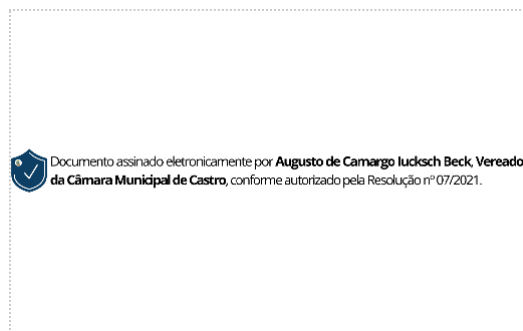 Documento assinado eletronicamente por Augusto de Camargo Iucksch Beck, Vereado
da Câmara Municipal de Castro, conforme autorizado pela Resolução nº 07/2021.